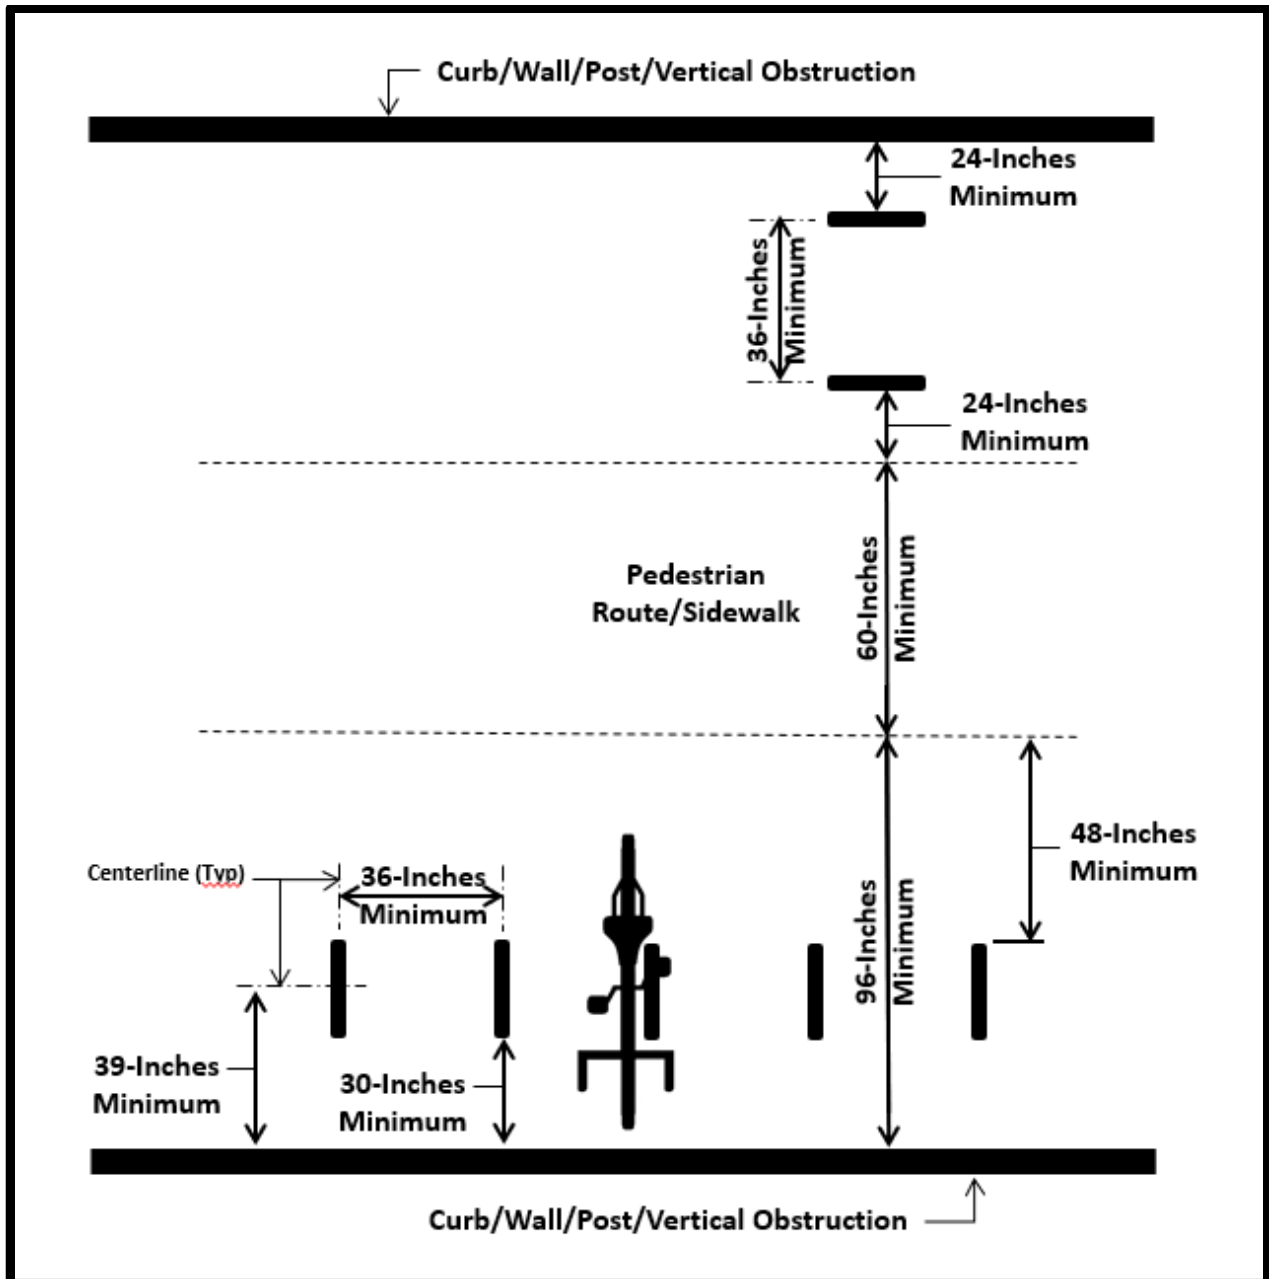 Curb/Wall/Post/Vertical Obstruction
24-Inches
Minimum
36-Inches
Minimum
24-Inches
Minimum
Pedestrian
Route/Sidewalk
60-Inches
Minimum
48-Inches
Minimum
Centerline (Typ)
36-Inches
Minimum
96-Inches
Minimum
39-Inches
Minimum
30-Inches
Minimum
Curb/Wall/Post/Vertical Obstruction